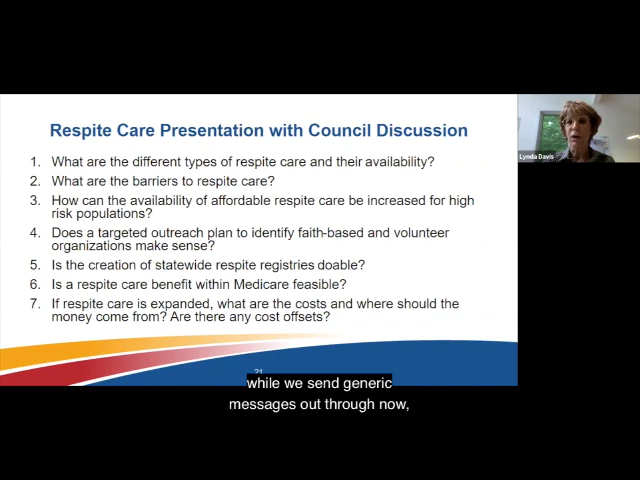 Respite Care Presentation with Council Discussion
1. What are the different types of respite care and their availability?
2. What are the barriers to respite care?
3. How can the availability of affordable respite care be increased for high
risk populations?
4. Does a targeted outreach plan to identify faith-based and volunteer
organizations make sense?
5. Is the creation of statewide respite registries doable?
6. Is a respite care benefit within Medicare feasible?
7. If respite care is expanded, what are the costs and where should the
money come from? Are there any cost offsets?
Lynda Davis
21
while we send generic
messages out through now,